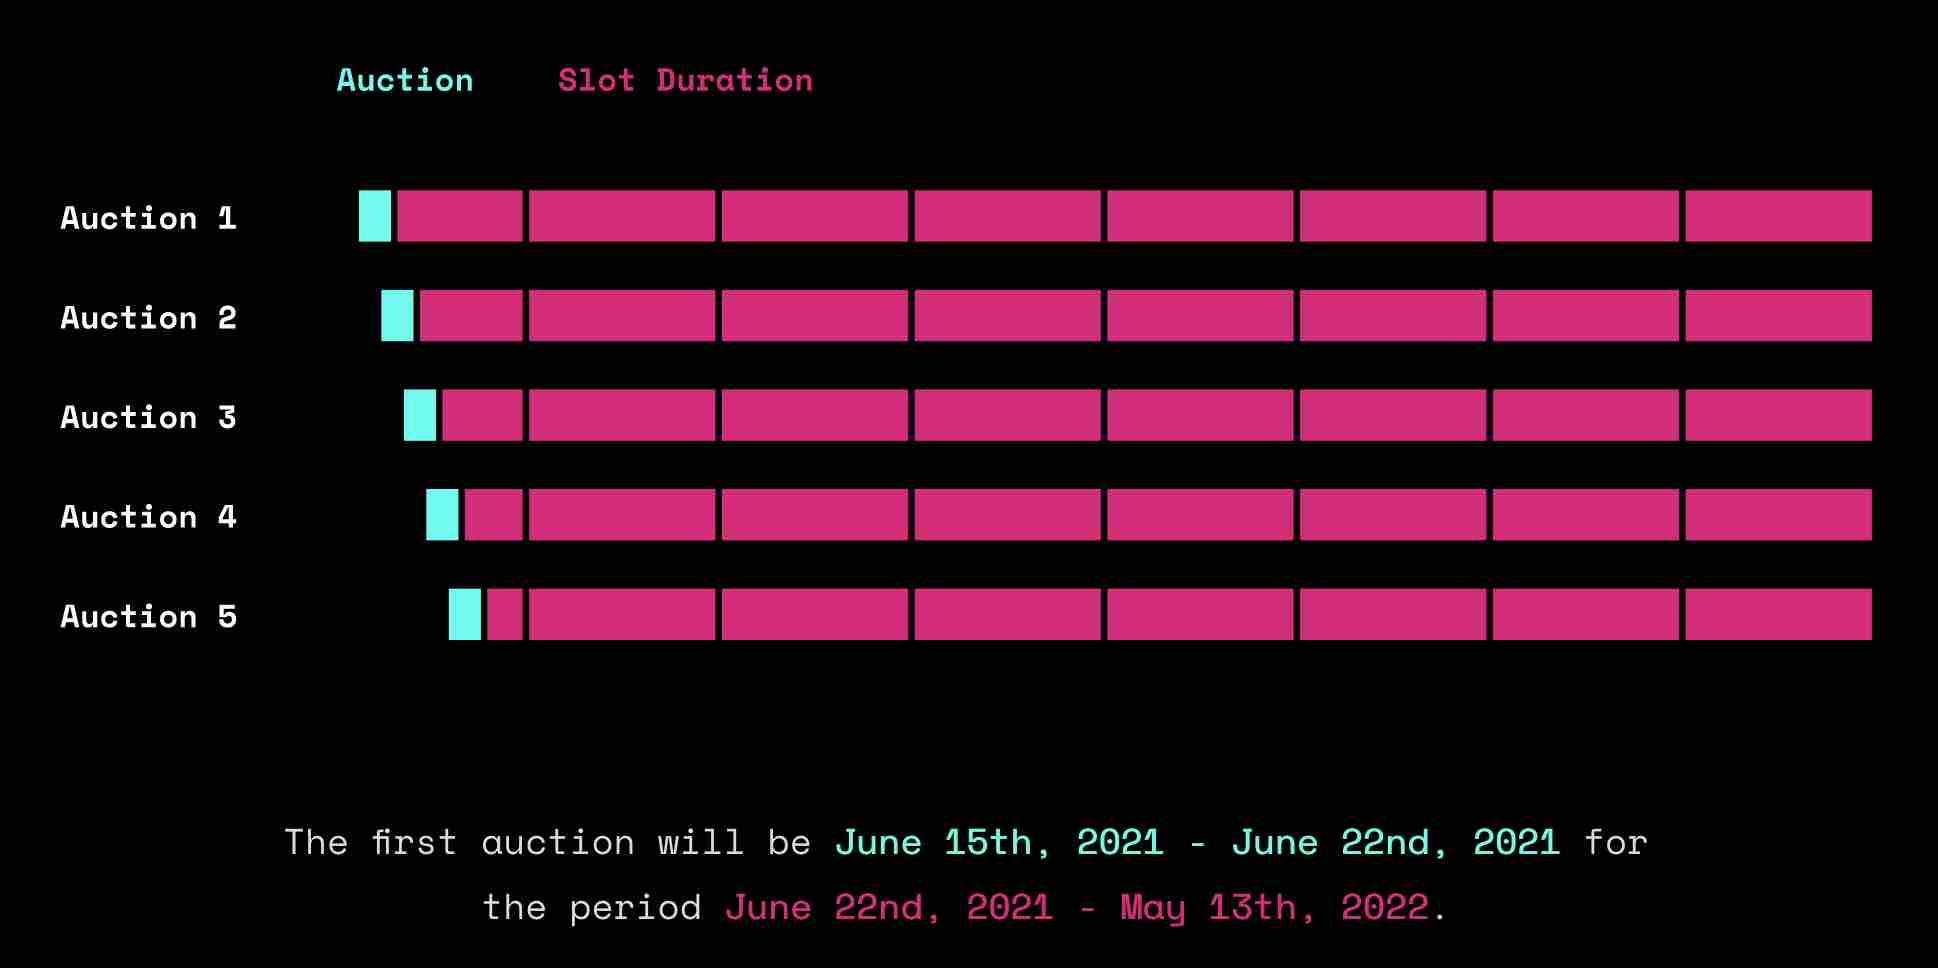 Auction Slot Duration
Auction 1
Auction 2
Auction 3
Auction 4
Auction 5
The first auction will be June 15th, 2021 - June 22nd, 2021 for
the period June 22nd, 2021 - May 13th, 2022.